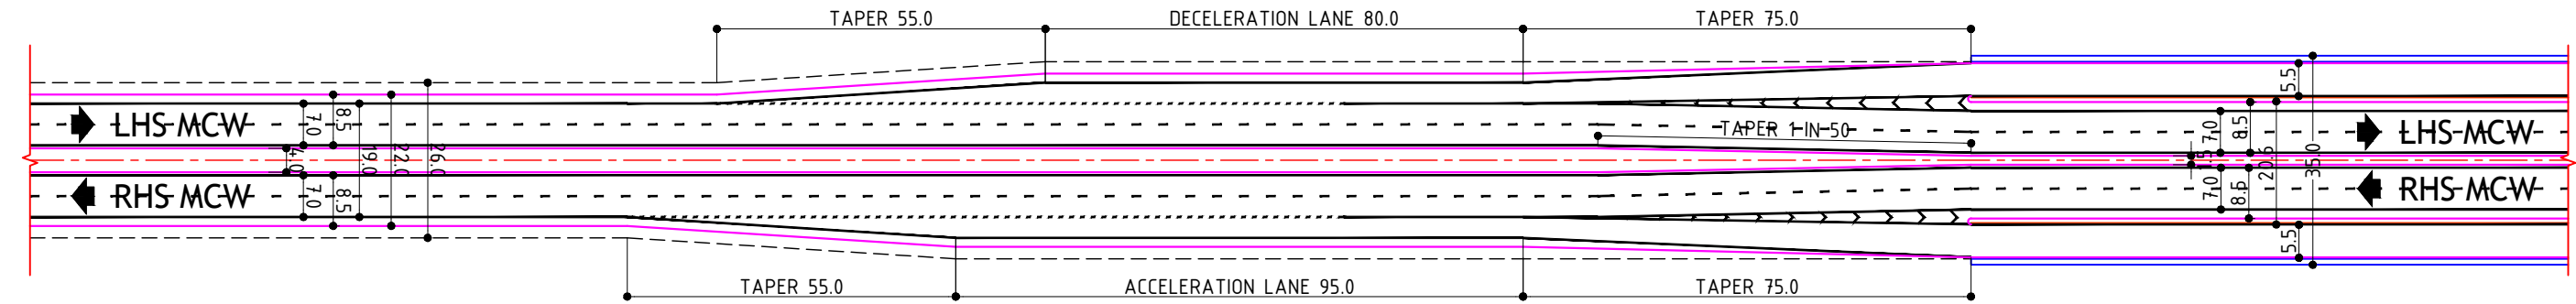 TAPER 55.0
DECELERATION LANE 80.0
TAPER 75.0
LHS MCW
7.0
8.5
19.0
22.0
26.0
4.0
RHS MCW
7.0
8.5
TAPER 1 IN 50
5.5
7.0
8.5
LHS MCW
20.6
35.0
7.0
8.5
RHS MCW
5.5
TAPER 55.0
ACCELERATION LANE 95.0
TAPER 75.0